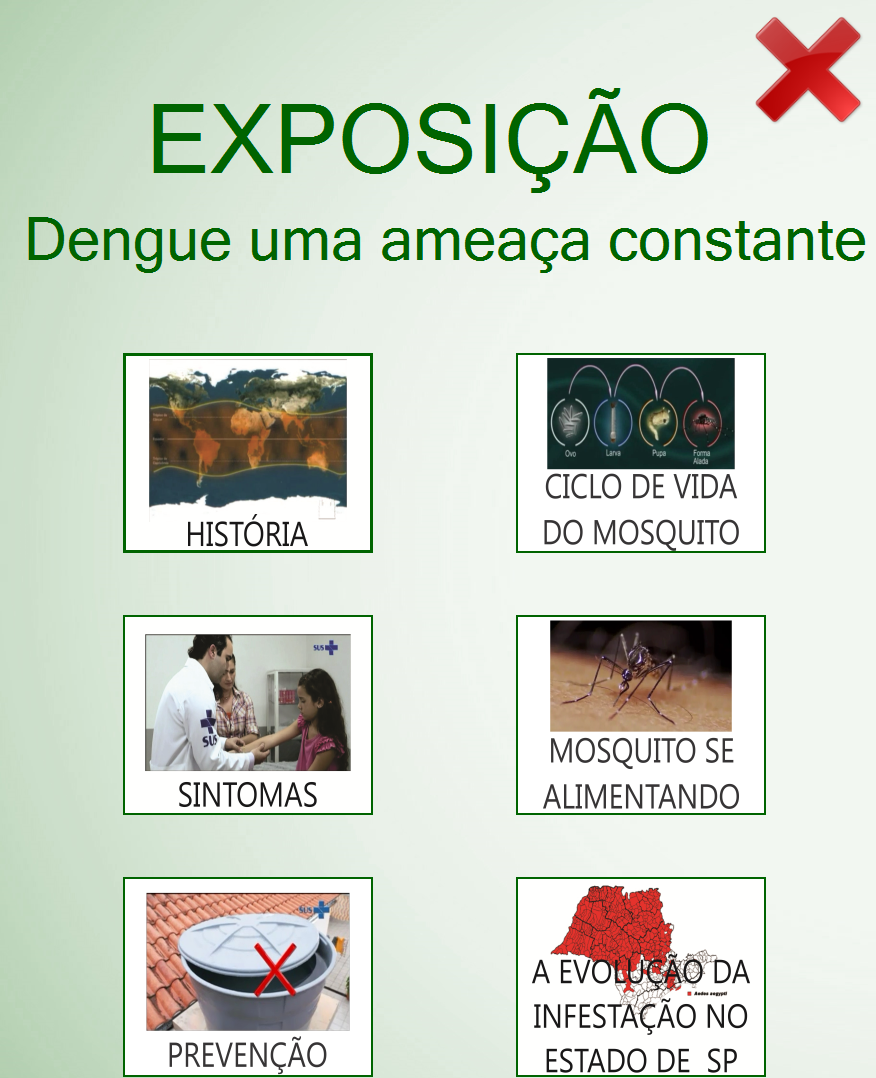 EXPOSIÇÃO
Dengue uma ameaça constante
HISTÓRIA
Ovo
Larva
Pupa
Forma
Alada
CICLO DE VIDA
DO MOSQUITO
SUS
SUS
SINTOMAS
MOSQUITO SE
ALIMENTANDO
SUS
PREVENÇÃO
A EVOLUÇÃO DA
Aedes aegypti
INFESTAÇÃO NO
ESTADO DE SP